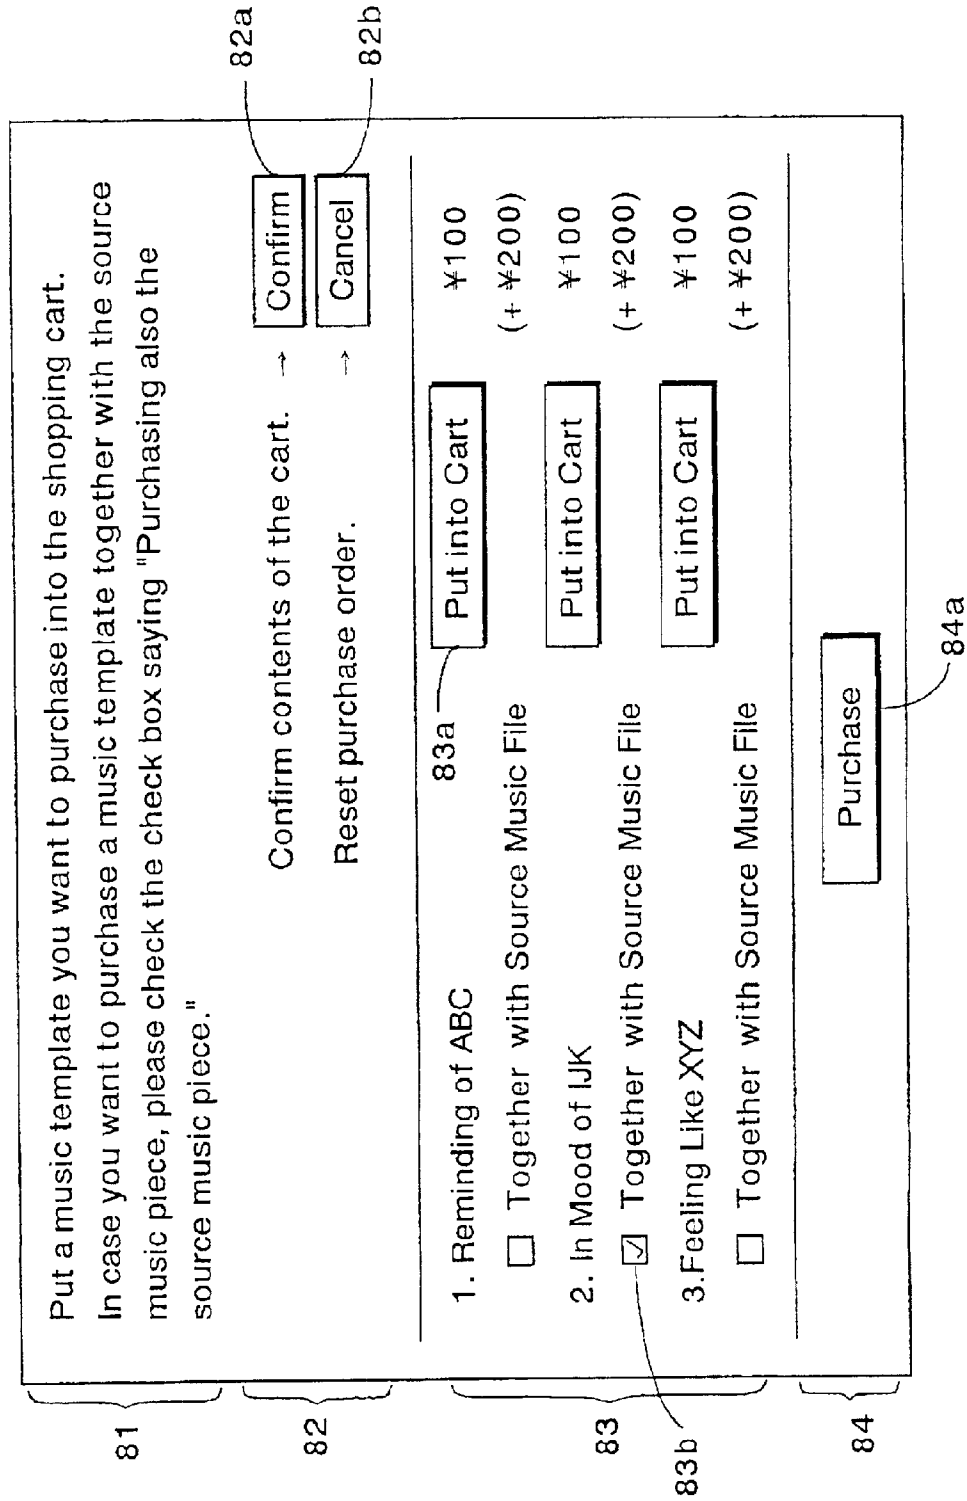 Put a music template you want to purchase into the shopping cart.
In case you want to purchase a music template together with the source
music piece, please check the check box saying "Purchasing also the
source music piece."
81
Confirm contents of the cart. → Confirm 82a
Reset purchase order. → Cancel 82b
82
1. Reminding of ABC 83a Put into Cart ¥100
Together with Source Music File (+ ¥200)
2. In Mood of IJK Put into Cart ¥100
Together with Source Music File (+ ¥200)
3.Feeling Like XYZ Put into Cart ¥100
Together with Source Music File (+ ¥200)
83
83b
84 Purchase
84a